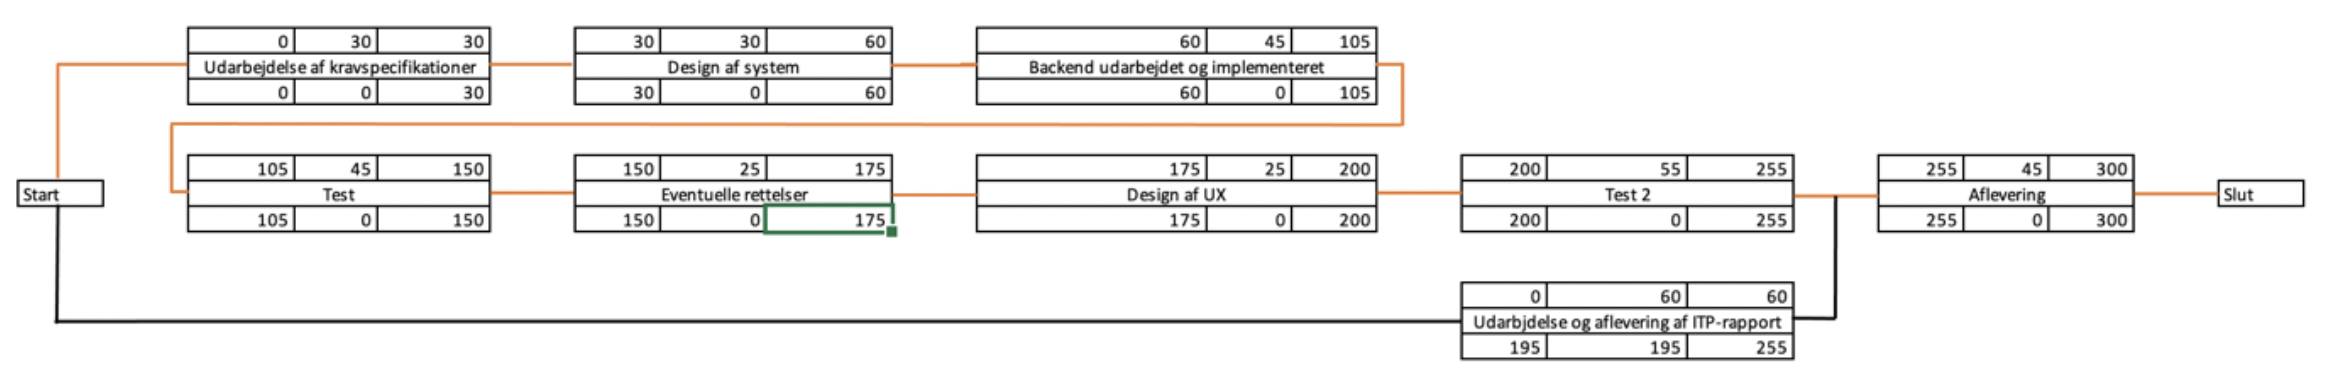 0 30 30 30 30 60 60 45 105
Udarbejdelse af kravspecifikationer Design af system Backend udarbejdet og implementeret
0 0 30 30 0 60 60 0 105
105 45 150 150 25 175 175 25 200 200 55 255 255 45 300
Start Test Eventuelle rettelser Design af UX Test 2 Aflevering Slut
105 0 150 150 0 175 175 0 200 200 0 255 255 0 300
0 60 60
Udarbjdelse og aflevering af ITP-rapport
195 195 255